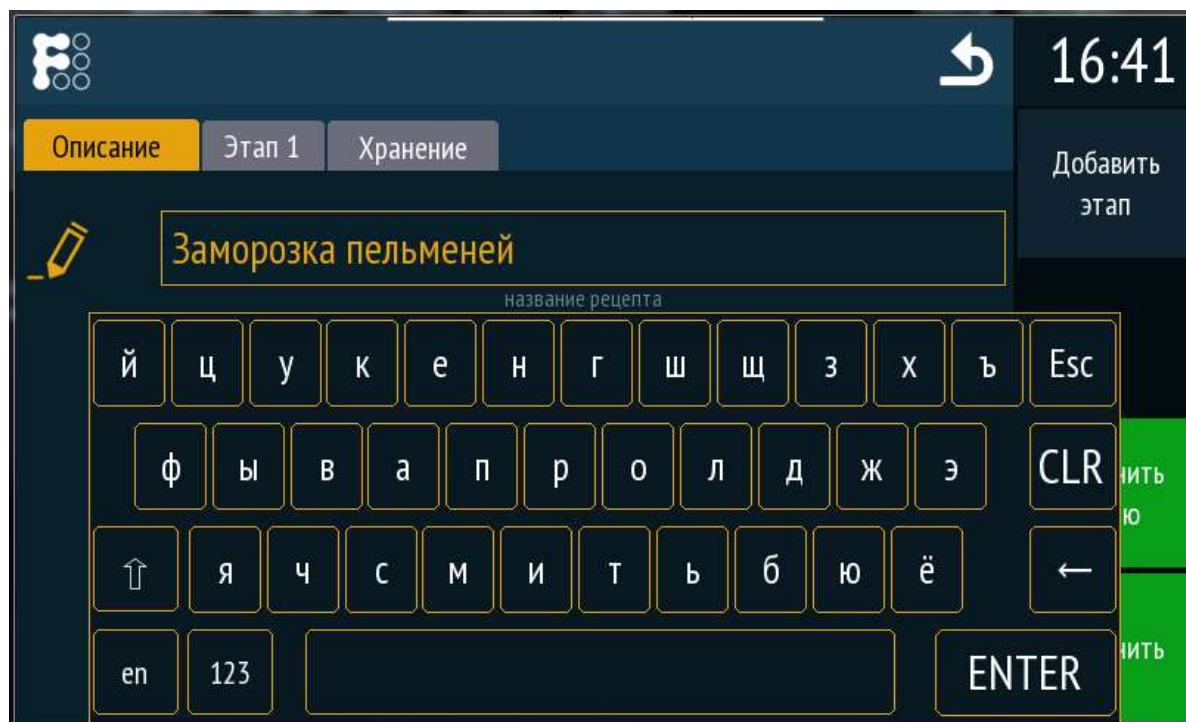 16:41
Описание Этап 1 Хранение
Добавить
этап
Заморозка пельменей
название рецепта
й ц у к е н г ш щ з х ъ Esc
ф ы в а п р о л д ж э CLR
⇧ я ч с м и т ь б ю ё ←
en 123 ENTER